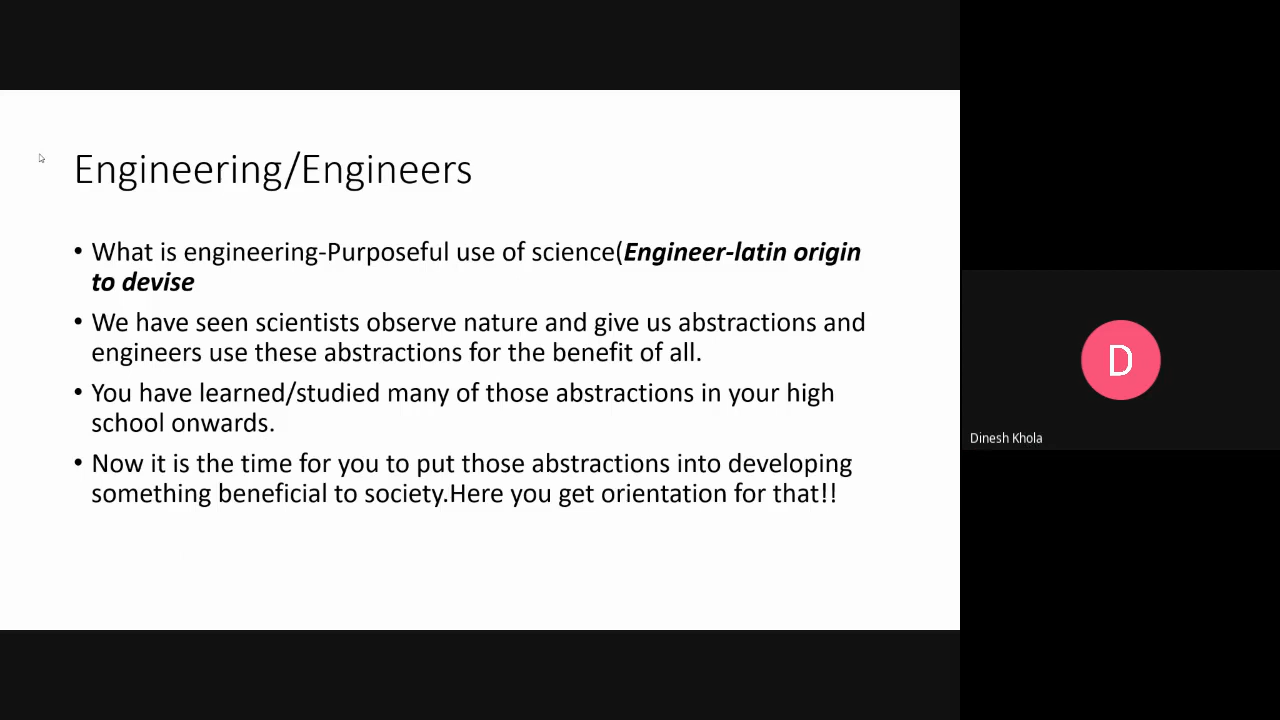 Engineering/Engineers
• What is engineering-Purposeful use of science(Engineer-latin origin
to devise
• We have seen scientists observe nature and give us abstractions and
engineers use these abstractions for the benefit of all.
• You have learned/studied many of those abstractions in your high
school onwards.
• Now it is the time for you to put those abstractions into developing
something beneficial to society.Here you get orientation for that!!
D
Dinesh Khola